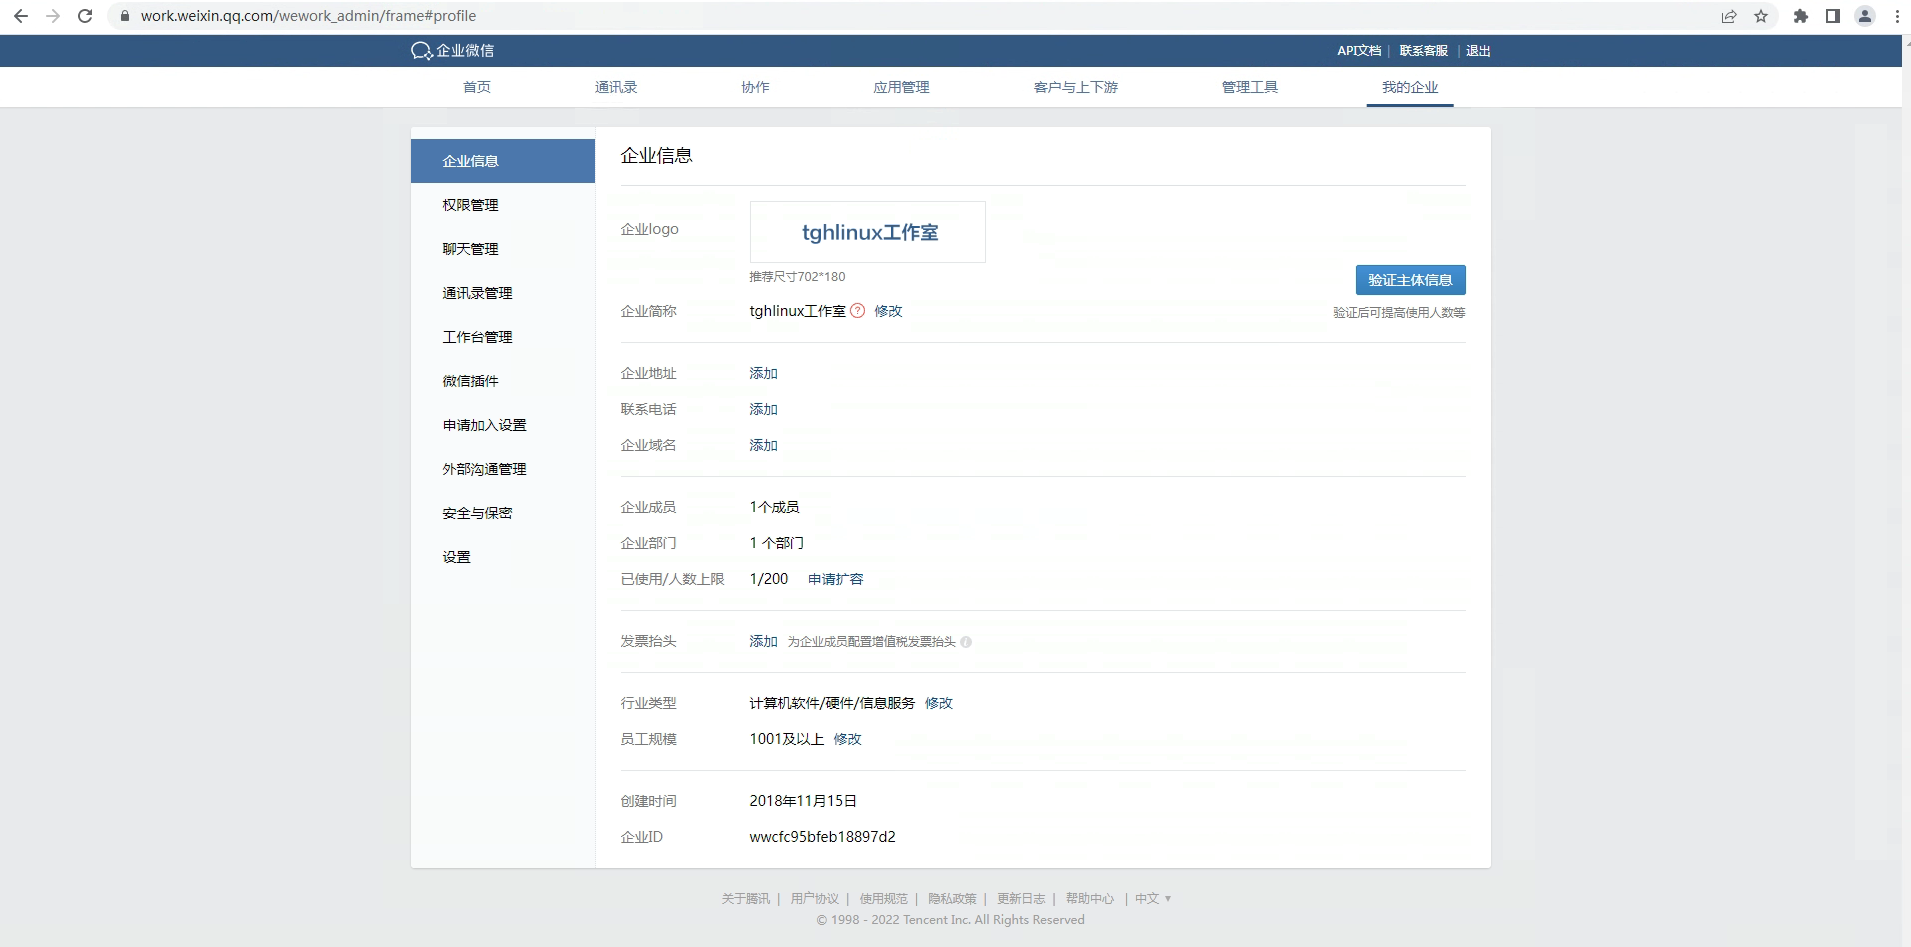 work.weixin.qq.com/wework_admin/frame#profile
企业微信
API文档 | 联系客服 | 退出
首页 通讯录 协作 应用管理 客户与上下游 管理工具 我的企业
企业信息
权限管理
聊天管理
通讯录管理
工作台管理
微信插件
申请加入设置
外部沟通管理
安全与保密
设置
企业信息
企业logo
tghlinux工作室
推荐尺寸702*180
验证主体信息
企业简称 tghlinux工作室 ? 修改
验证后可提高使用人数等
企业地址 添加
联系电话 添加
企业域名 添加
企业成员 1个成员
企业部门 1 个部门
已使用/人数上限 1/200 申请扩容
发票抬头 添加 为企业成员配置增值税发票抬头 i
行业类型 计算机软件/硬件/信息服务 修改
员工规模 1001及以上 修改
创建时间 2018年11月15日
企业ID wwcfc95bfeb18897d2
关于腾讯 | 用户协议 | 使用规范 | 隐私政策 | 更新日志 | 帮助中心 | 中文
© 1998 - 2022 Tencent Inc. All Rights Reserved